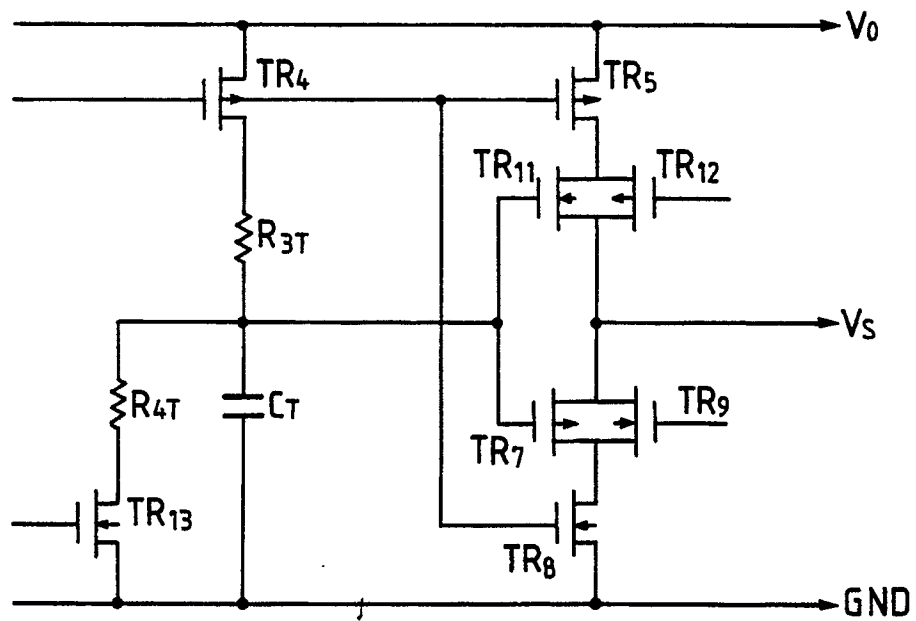 V0
TR4
TR5
TR11
TR12
R3T
VS
R4T
CT
TR9
TR7
TR13
TR8
GND